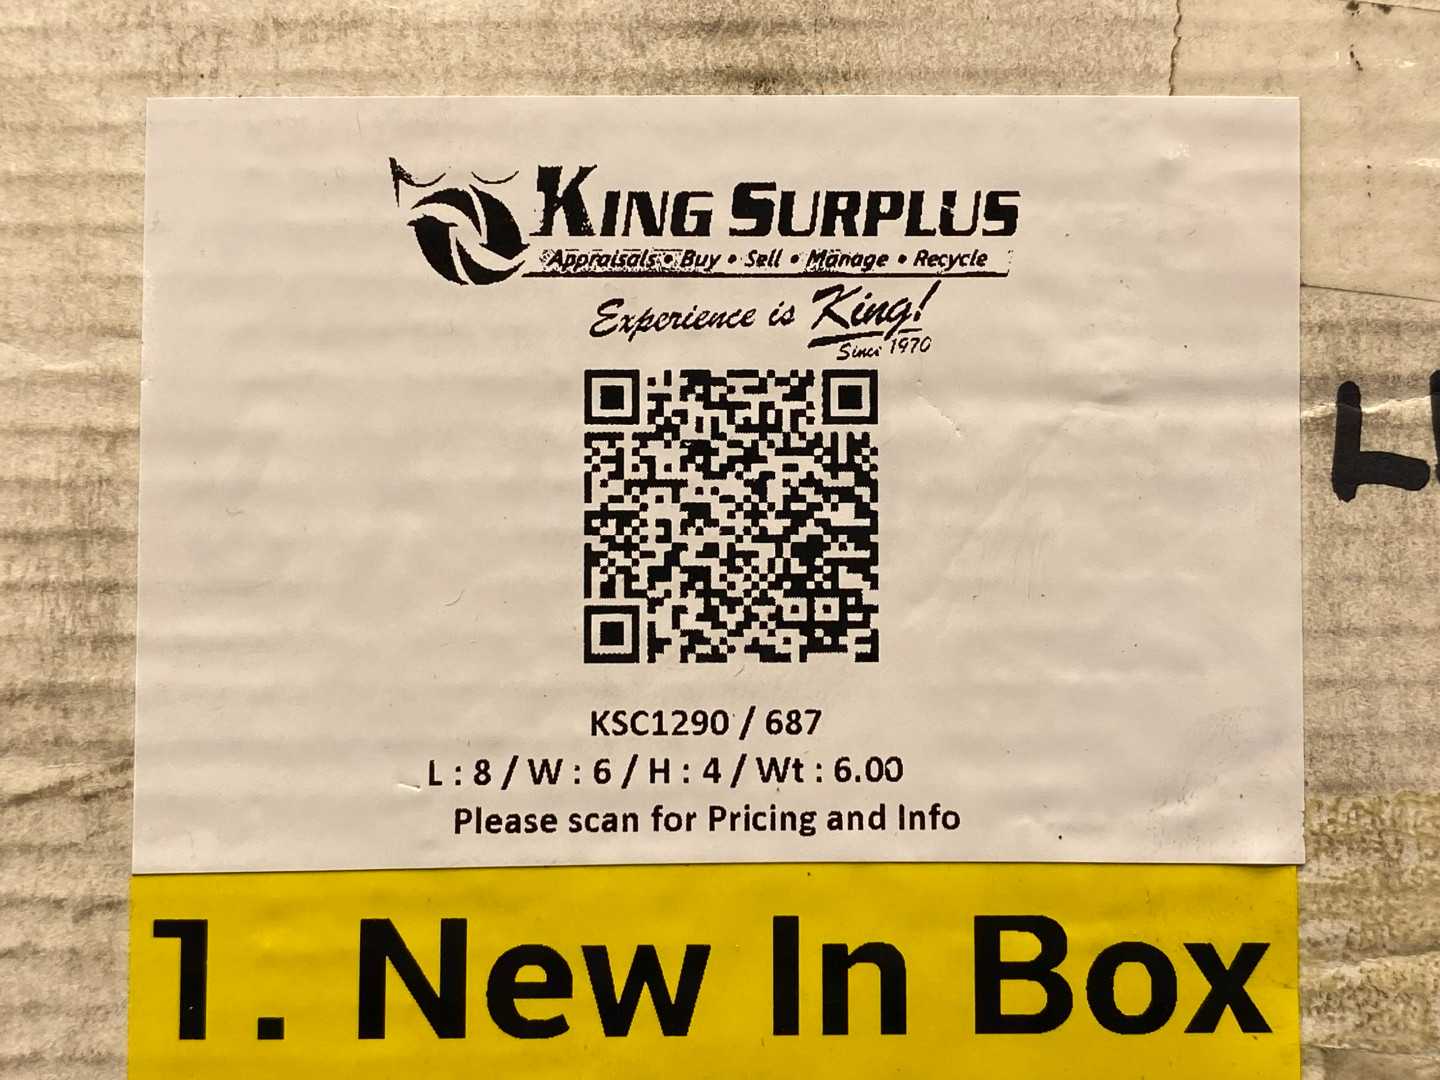 KING SURPLUS
Appraisals • Buy • Sell • Manage • Recycle
Experience is King!
Since 1970
KSC1290 / 687
L : 8 / W : 6 / H : 4 / Wt : 6.00
Please scan for Pricing and Info
1. New In Box